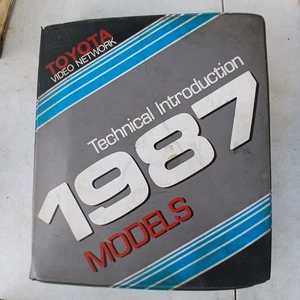 TOYOTA
VIDEO NETWORK
Technical Introduction
1987
MODELS